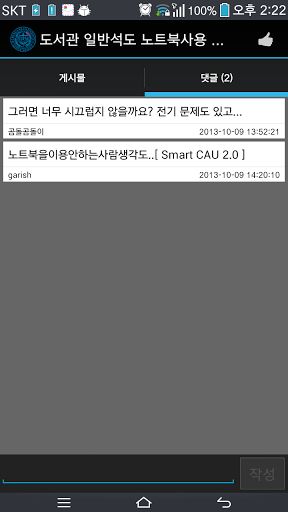 SKT 100% 오후 2:22
도서관 일반석도 노트북사용 ...
게시물 댓글 (2)
그러면 너무 시끄럽지 않을까요? 전기 문제도 있고...
곰돌곰돌이 2013-10-09 13:52:21
노트북을이용안하는사람생각도..[ Smart CAU 2.0 ]
garish 2013-10-09 14:20:10
작성